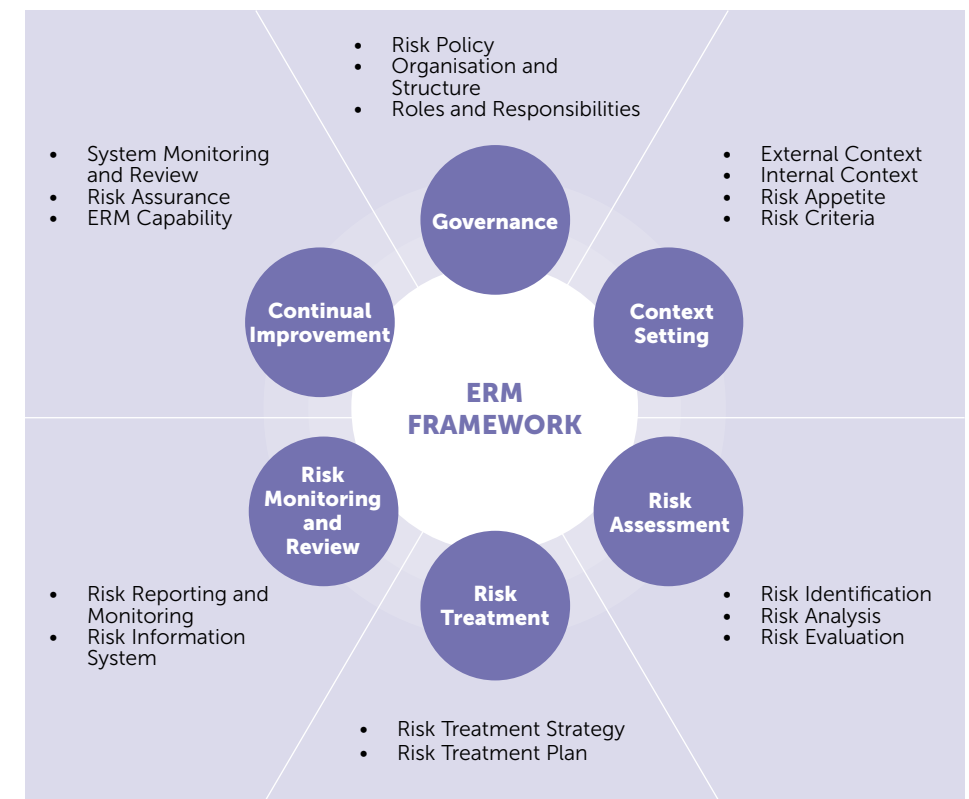 • Risk Policy
• Organisation and
Structure
• Roles and Responsibilities
• System Monitoring
and Review
• Risk Assurance
• ERM Capability
• External Context
• Internal Context
• Risk Appetite
• Risk Criteria
Governance
Continual
Improvement
Context
Setting
ERM
FRAMEWORK
Risk
Monitoring
and
Review
Risk
Assessment
Risk
Treatment
• Risk Reporting and
Monitoring
• Risk Information
System
• Risk Identification
• Risk Analysis
• Risk Evaluation
• Risk Treatment Strategy
• Risk Treatment Plan